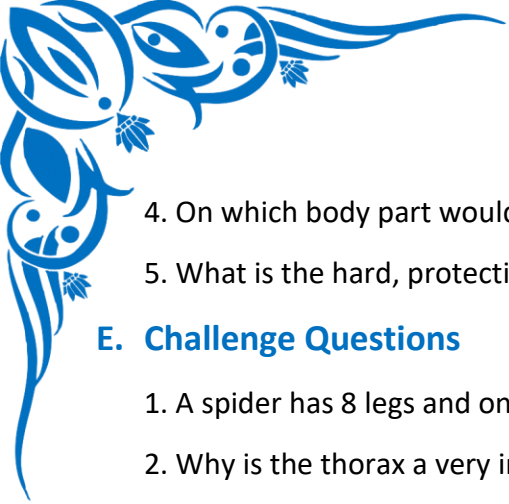 4. On which body part would
5. What is the hard, protecti
E. Challenge Questions
1. A spider has 8 legs and on
2. Why is the thorax a very i